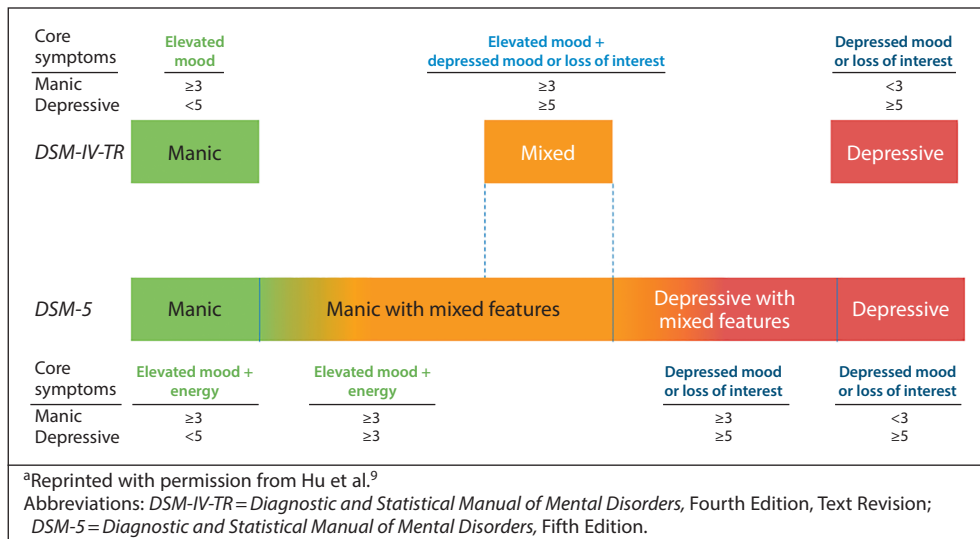 Core symptoms Elevated mood Elevated mood + depressed mood or loss of interest Depressed mood or loss of interest
Manic ≥3 ≥3 <3
Depressive <5 ≥5 ≥5
DSM-IV-TR Manic Mixed Depressive
DSM-5 Manic Manic with mixed features Depressive with mixed features Depressive
Core symptoms Elevated mood + energy Elevated mood + energy Depressed mood or loss of interest Depressed mood or loss of interest
Manic ≥3 ≥3 ≥3 <3
Depressive <5 ≥3 ≥5 ≥5
aReprinted with permission from Hu et al.9
Abbreviations: DSM-IV-TR = Diagnostic and Statistical Manual of Mental Disorders, Fourth Edition, Text Revision;
DSM-5 = Diagnostic and Statistical Manual of Mental Disorders, Fifth Edition.